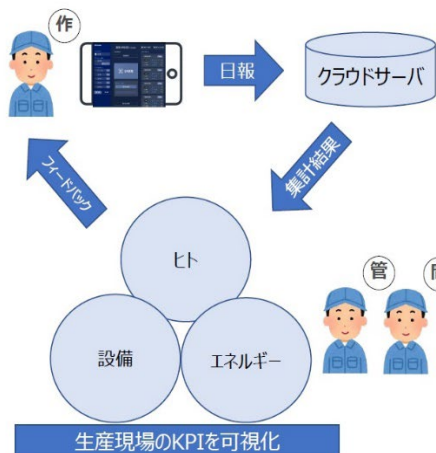 作
日報
クラウドサーバ
集計結果
フィードバック
ヒト
管
設備
エネルギー
生産現場のKPIを可視化